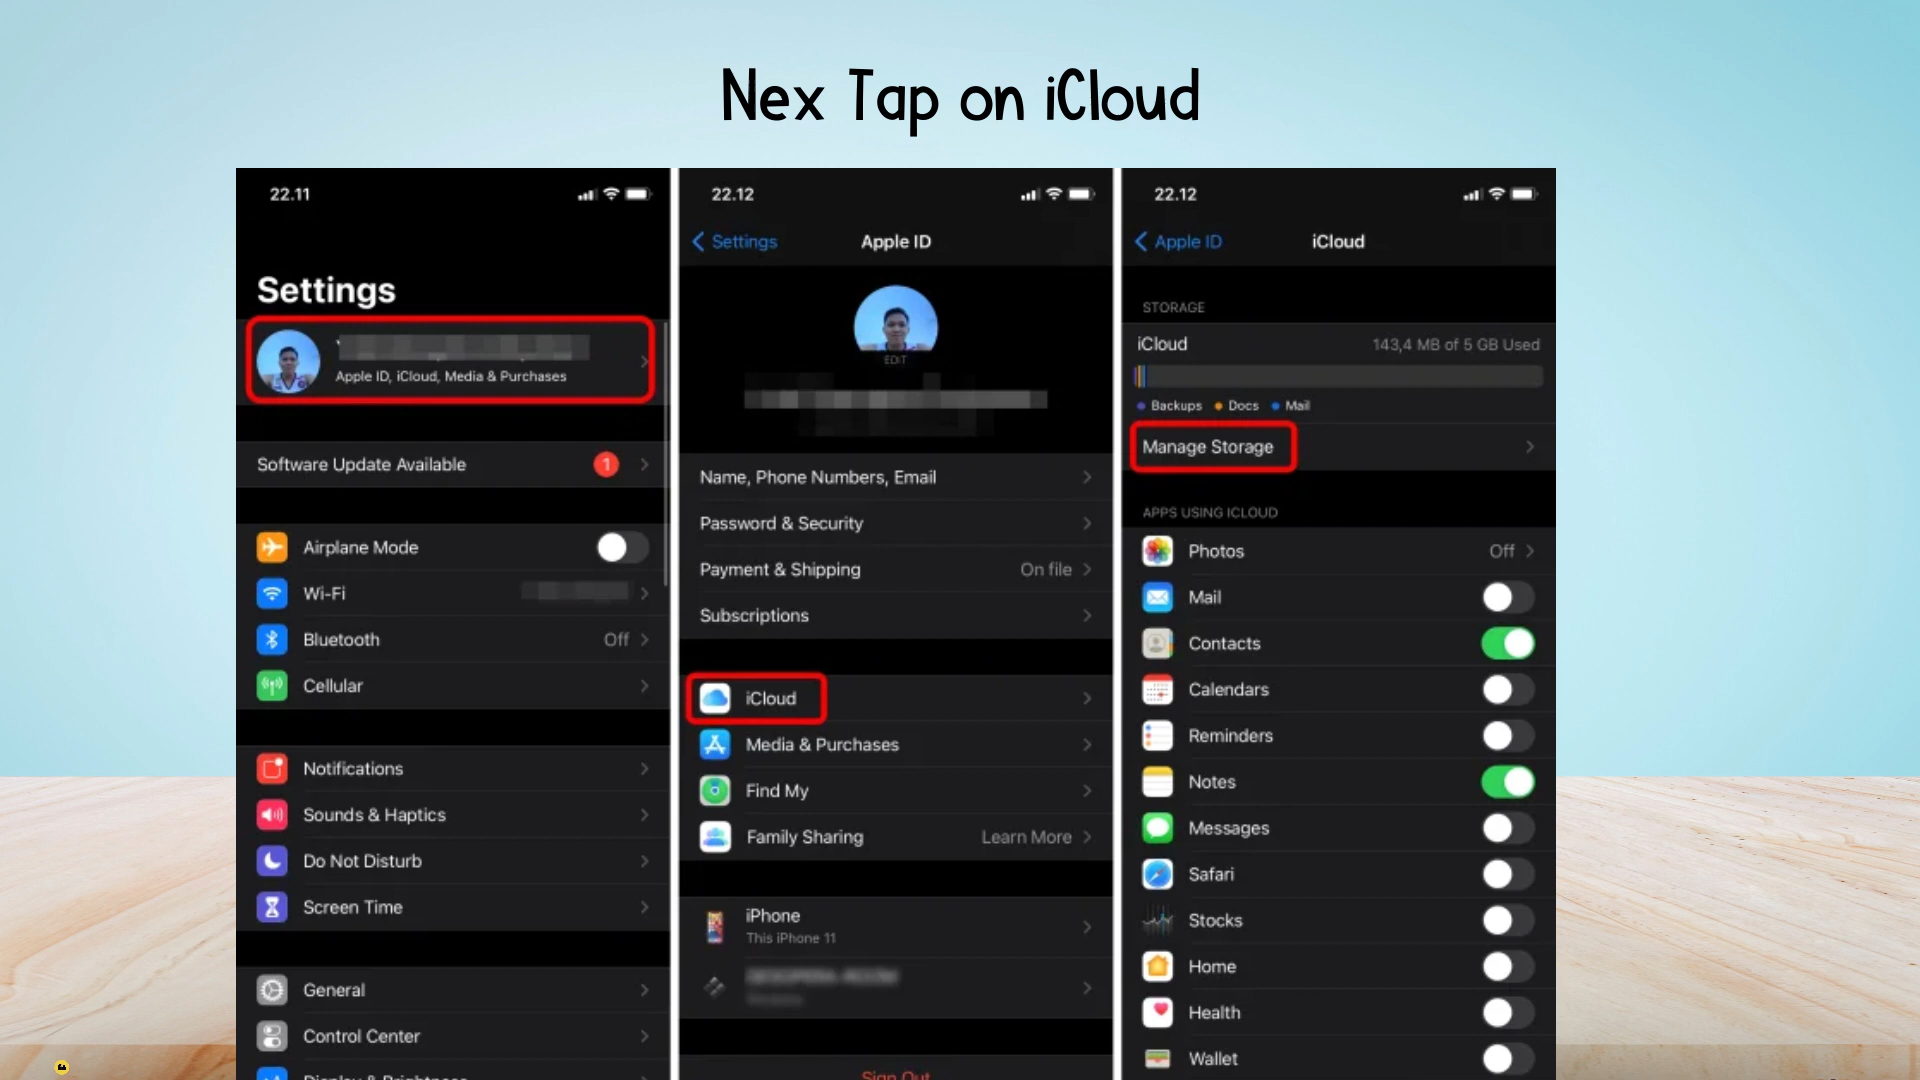 Nex Tap on iCloud
22.11
Settings
Apple ID, iCloud, Media & Purchases
Software Update Available 1
Airplane Mode
Wi-Fi
Bluetooth Off
Cellular
Notifications
Sounds & Haptics
Do Not Disturb
Screen Time
General
Control Center
Display & Brightness
22.12
Settings Apple ID
EDIT
Name, Phone Numbers, Email
Password & Security
Payment & Shipping On file
Subscriptions
iCloud
Media & Purchases
Find My
Family Sharing Learn More
iPhone
This iPhone 11
Sign Out
22.12
Apple ID iCloud
STORAGE
iCloud 143,4 MB of 5 GB Used
Backups Docs Mail
Manage Storage
APPS USING ICLOUD
Photos Off
Mail
Contacts
Calendars
Reminders
Notes
Messages
Safari
Stocks
Home
Health
Wallet